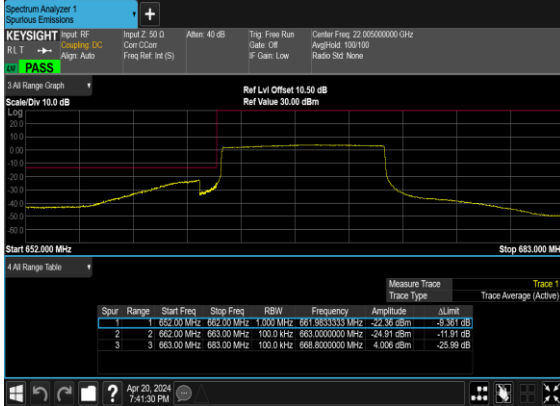 Spectrum Analyzer 1
Spurious Emissions
+
KEYSIGHT Input: RF Input Z: 50 Ω Atten: 40 dB Trig: Free Run Center Freq: 22.005000000 GHz
RLT Coupling: DC Corr CCorr Gate: Off Avg|Hold: 100/100
Align: Auto Freq Ref: Int (S) IF Gain: Low Radio Std: None
LXI PASS
3 All Range Graph
Ref Lvl Offset 10.50 dB
Scale/Div 10.0 dB Ref Value 30.00 dBm
Log
20.0
10.0
0.00
-10.0
-20.0
-30.0
-40.0
-50.0
-60.0
Start 652.000 MHz Stop 683.000 MHz
4 All Range Table
Measure Trace Trace 1
Trace Type Trace Average (Active)
Spur Range Start Freq Stop Freq RBW Frequency Amplitude ΔLimit
1 1 652.00 MHz 662.00 MHz 1.000 MHz 661.9833333 MHz -22.36 dBm -9.361 dB
2 2 662.00 MHz 663.00 MHz 100.0 kHz 663.0000000 MHz -24.91 dBm -11.91 dB
3 3 663.00 MHz 683.00 MHz 100.0 kHz 668.8000000 MHz 4.006 dBm -25.99 dB
? Apr 20, 2024
7:41:30 PM